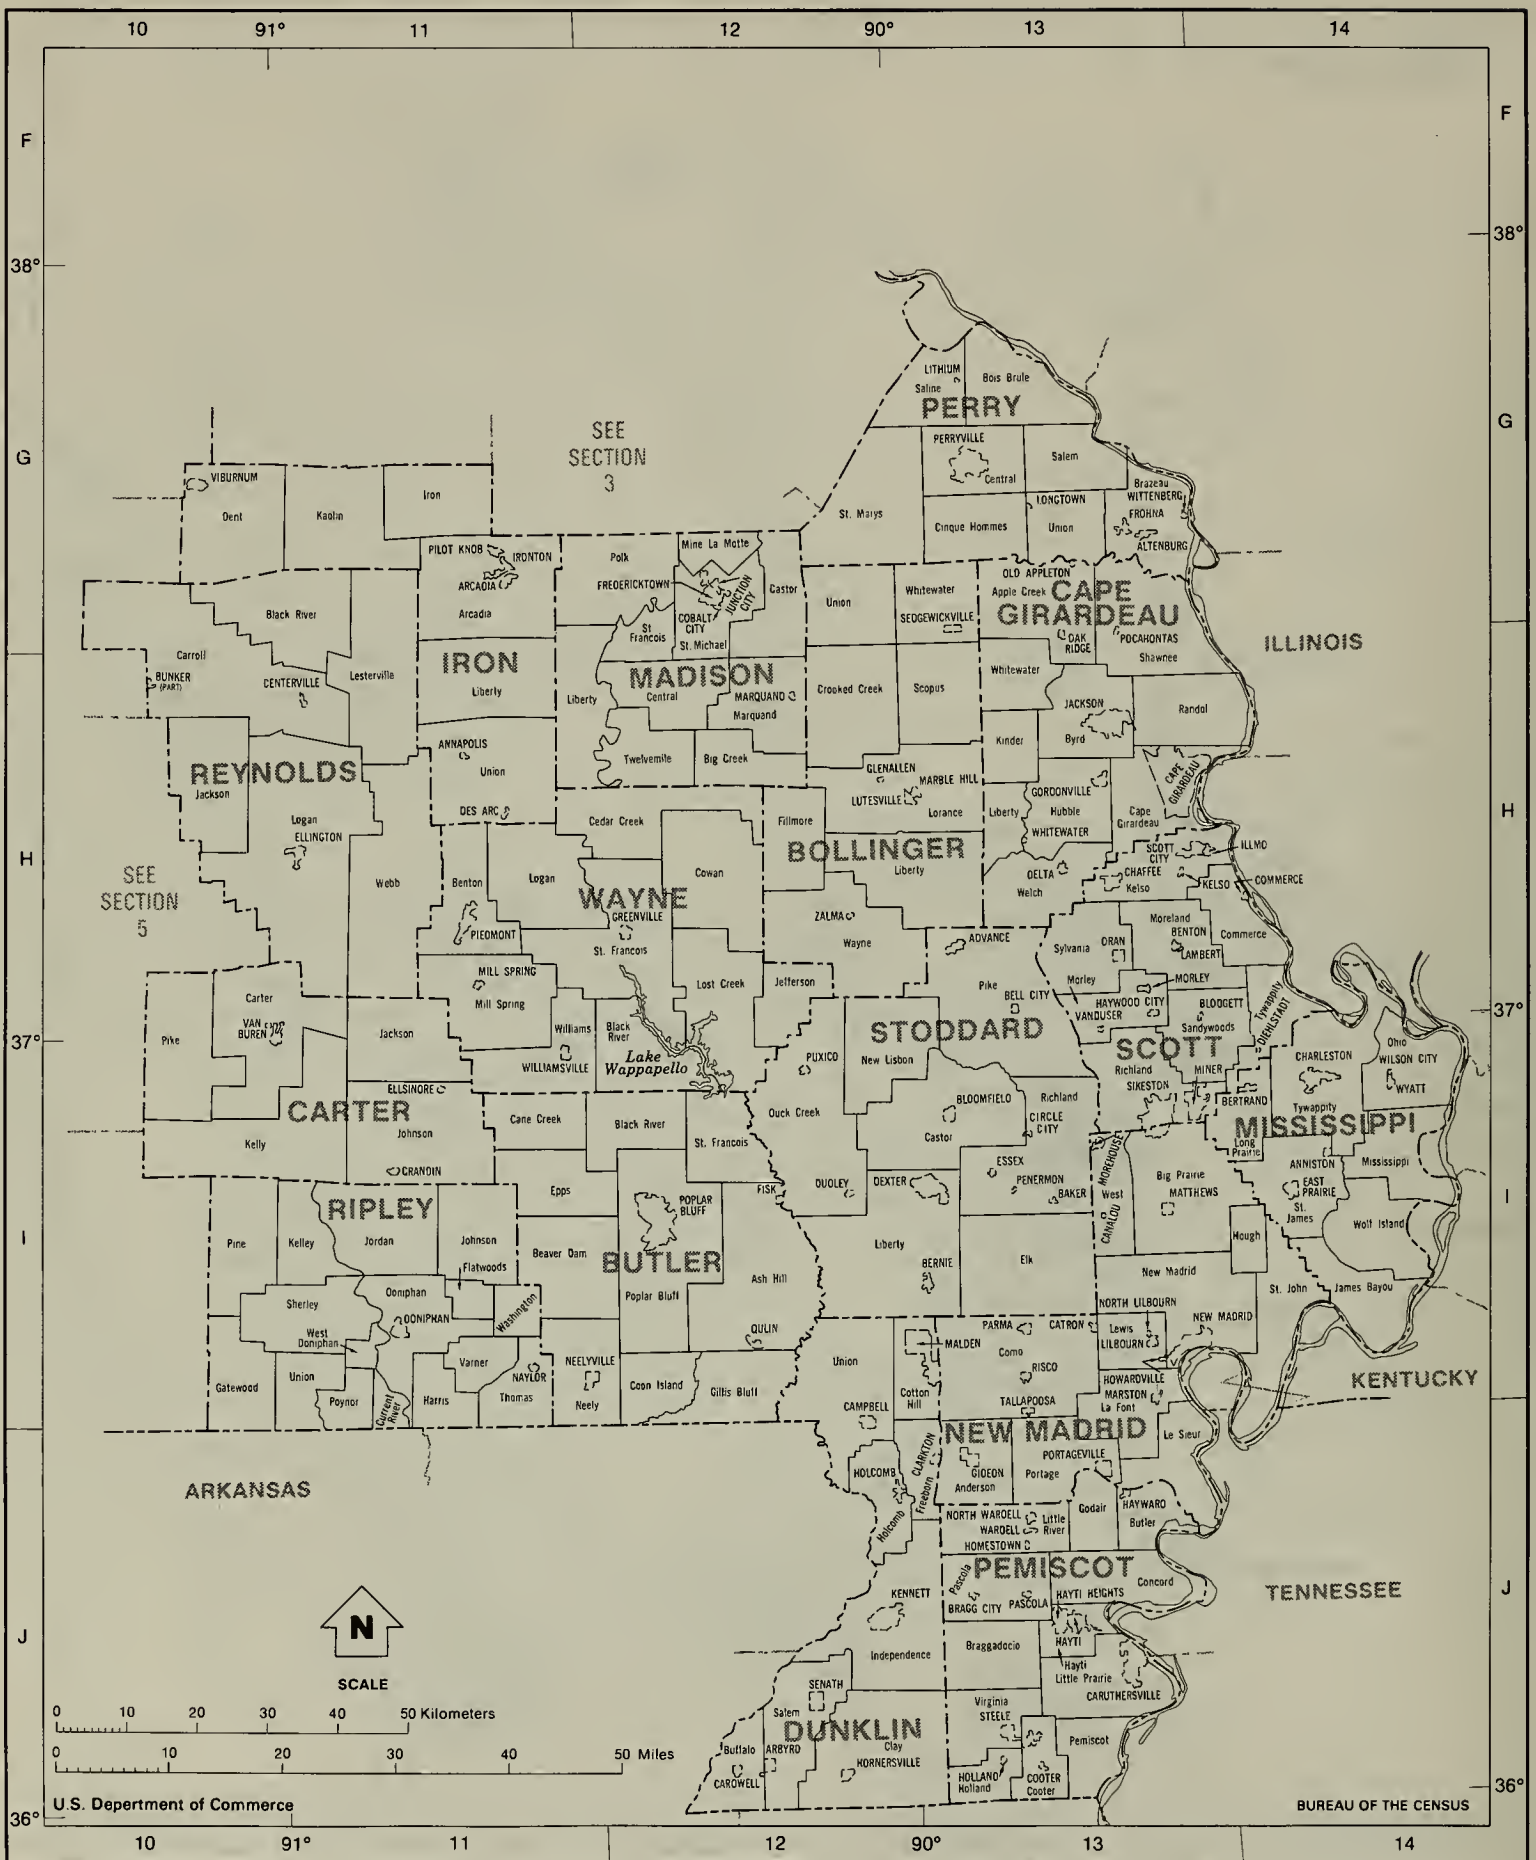 10 91° 11 12 90° 13 14
F F
38° 38°
LITHIUM
Saline
Bois Brule
PERRY
G G
SEE
SECTION
3
PERRYVILLE
Central
Salem
VIBURNUM
Dent
Kaolin
Iron
St. Marys
Cinque Hommes
LONGTOWN
Union
Brazeau
WITTENBERG
FROHNA
ALTENBURG
PILOT KNOB
IRONTON
ARCADIA
Arcadia
Polk
Mine La Motte
FREDERICKTOWN
JUNCTION
CITY
COBALT
CITY
Castor
St
Francois
St. Michael
Union
Whitewater
SEDGEWICKVILLE
OLD APPLETON
Apple Creek
CAPE
GIRARDEAU
OAK
RIDGE
POCAHONTAS
Shawnee
ILLINOIS
Black River
Carroll
BUNKER
(PART)
CENTERVILLE
Lesterville
IRON
Liberty
MADISON
Liberty
Central
MARQUAND
Marquand
Crooked Creek
Scopus
Whitewater
JACKSON
Byrd
Randol
Kinder
ANNAPOLIS
Union
Twelvemile
Big Creek
REYNOLDS
Jackson
Logan
ELLINGTON
DES ARC
GLENALLEN
MARBLE HILL
LUTESVILLE
Lorance
Liberty
GORDONVILLE
Hubble
WHITEWATER
CAPE
GIRARDEAU
Cape
Girardeau
H H
Cedar Creek
Fillmore
BOLLINGER
Liberty
SEE
SECTION
5
Webb
Benton
Logan
Cowan
WAYNE
GREENVILLE
DELTA
Welch
SCOTT
CITY
ILLMO
CHAFFEE
Kelso
KELSO
COMMERCE
PIEDMONT
St. Francois
ZALMA
Wayne
ADVANCE
Sylvania
ORAN
Moreland
BENTON
LAMBERT
Commerce
MILL SPRING
Mill Spring
Lost Creek
Jefferson
Pike
BELL CITY
Morley
MORLEY
HAYWOOD CITY
VANDUSER
BLODGETT
Sandywoods
Tywappity
DIEHLSTADT
Carter
VAN
BUREN
Pike
Jackson
Williams
WILLIAMSVILLE
Black
River
Lake
Wappapello
STODDARD
PUXICO
New Lisbon
SCOTT
Richland
MINER
SIKESTON
CHARLESTON
Ohio
WILSON CITY
WYATT
37° 37°
ELLSINORE
CARTER
Johnson
Kelly
GRANDIN
Cane Creek
Black River
St. Francois
Duck Creek
BLOOMFIELD
Richland
CIRCLE
CITY
Castor
BERTRAND
Tywappity
MISSISSIPPI
Long
Prairie
ANNISTON
Mississippi
MOREHOUSE
West
CANALOU
Big Prairie
MATTHEWS
EAST
PRAIRIE
St.
James
Wolf Island
Epps
POPLAR
BLUFF
FISK
DUDLEY
DEXTER
ESSEX
PENERMON
BAKER
I I
RIPLEY
Pine
Kelley
Jordan
Johnson
Flatwoods
Beaver Dam
BUTLER
Poplar Bluff
Ash Hill
Liberty
BERNIE
Elk
Hough
New Madrid
St. John
James Bayou
Sherley
Doniphan
DONIPHAN
West
Doniphan
Washington
QULIN
NORTH LILBOURN
Lewis
LILBOURN
NEW MADRID
PARMA
CATRON
Como
RISCO
TALLAPOOSA
Union
MALDEN
Cotton
Hill
Gatewood
Union
Poynor
Current
River
Harris
Varner
NAYLOR
Thomas
NEELYVILLE
Neely
Coon Island
Gillis Bluff
CAMPBELL
HOWARDVILLE
MARSTON
La Font
Le Sieur
KENTUCKY
NEW MADRID
ARKANSAS
HOLCOMB
Holcomb
CLARKTON
Freeborn
GIDEON
Anderson
PORTAGEVILLE
Portage
NORTH WARDELL
WARDELL
HOMESTOWN
Little
River
Godair
HAYWARD
Butler
PEMISCOT
Pascola
BRAGG CITY
PASCOLA
HAYTI HEIGHTS
Concord
TENNESSEE
J J
KENNETT
Independence
Braggadocio
HAYTI
Hayti
Little Prairie
CARUTHERSVILLE
N
SCALE
0 10 20 30 40 50 Kilometers
0 10 20 30 40 50 Miles
SENATH
Salem
DUNKLIN
Clay
HORNERSVILLE
Buffalo
ARBYRD
CARDWELL
Virginia
STEELE
Pemiscot
HOLLAND
Holland
COOTER
Cooter
U.S. Department of Commerce
BUREAU OF THE CENSUS
36° 36°
10 91° 11 12 90° 13 14